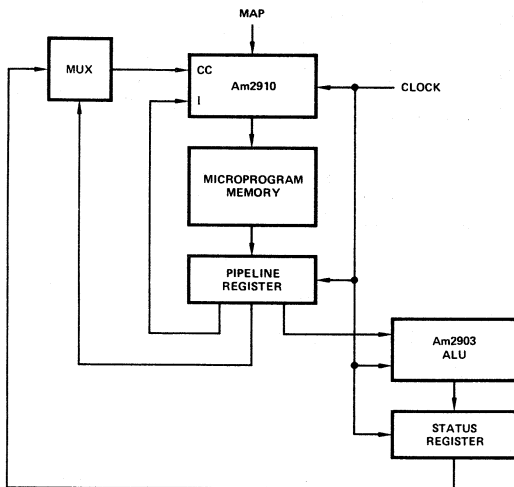 MAP
MUX
CC
Am2910
I
CLOCK
MICROPROGRAM
MEMORY
PIPELINE
REGISTER
Am2903
ALU
STATUS
REGISTER